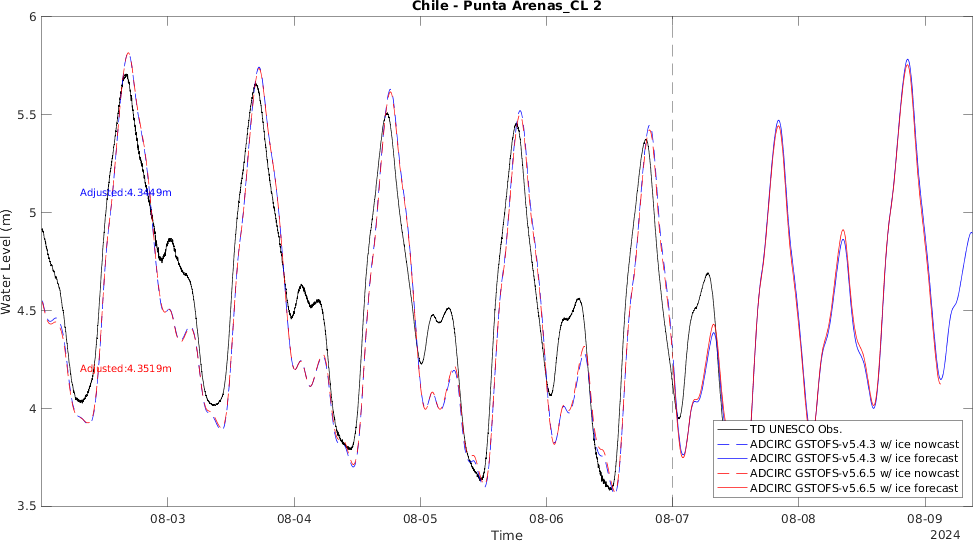 Chile - Punta Arenas_CL 2
6
5.5
5
4.5
4
3.5
Water Level (m)
Adjusted:4.3449m
Adjusted:4.3519m
TD UNESCO Obs.
ADCIRC GSTOFS-v5.4.3 w/ ice nowcast
ADCIRC GSTOFS-v5.4.3 w/ ice forecast
ADCIRC GSTOFS-v5.6.5 w/ ice nowcast
ADCIRC GSTOFS-v5.6.5 w/ ice forecast
08-03 08-04 08-05 08-06 08-07 08-08 08-09
Time
2024